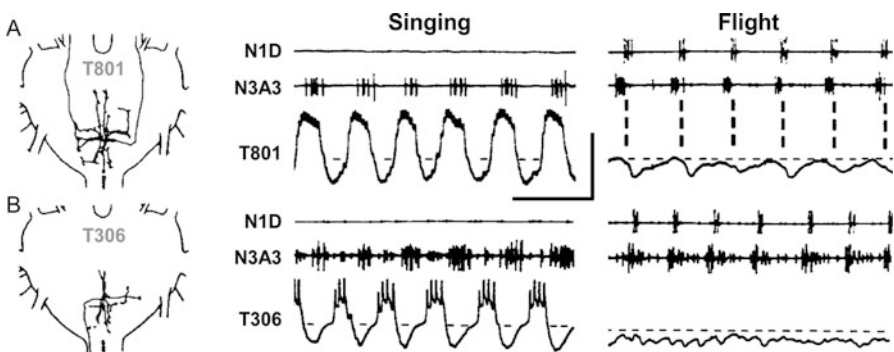 Singing
Flight
A
T801
N1D
N3A3
T801
B
T306
N1D
N3A3
T306